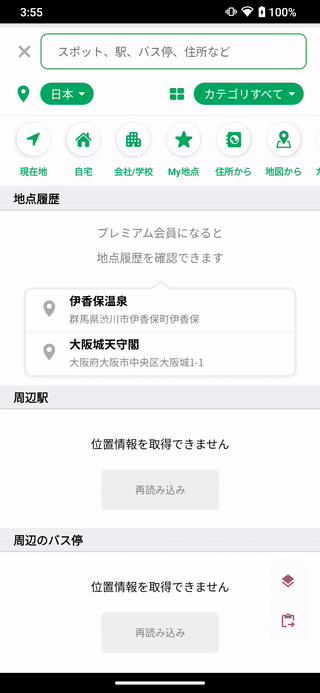 3:55
100%
スポット、駅、バス停、住所など
日本
カテゴリすべて
現在地
自宅
会社/学校
My地点
住所から
地図から
地点履歴
プレミアム会員になると
地点履歴を確認できます
伊香保温泉
群馬県渋川市伊香保町伊香保
大阪城天守閣
大阪府大阪市中央区大阪城1-1
周辺駅
位置情報を取得できません
再読み込み
周辺のバス停
位置情報を取得できません
再読み込み